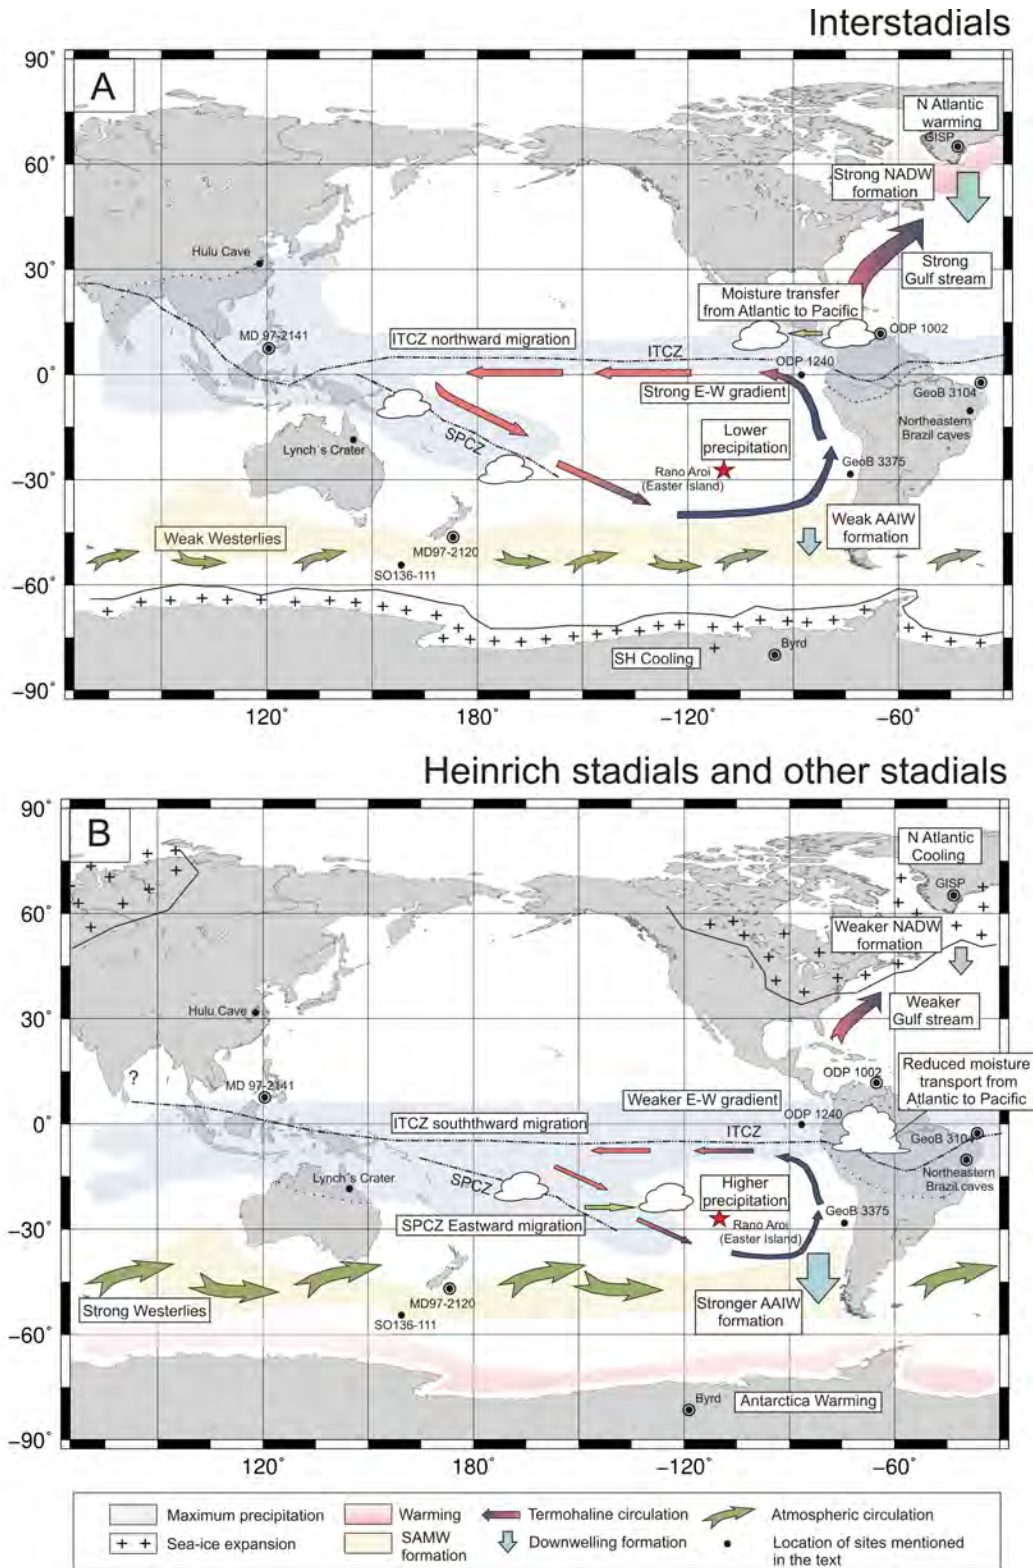 Interstadials
90°
A
N Atlantic
warming
GISP
60°
Strong NADW
formation
Hulu Cave
30°
Strong
Gulf stream
Moisture transfer
from Atlantic to Pacific
ODP 1002
MD 97-2141
ITCZ northward migration
ITCZ
ODP 1240
0°
Strong E-W gradient
GeoB 3104
SPCZ
Lower
precipitation
Northeastern
Brazil caves
Lynch´s Crater
Rano Aroi
(Easter Island)
GeoB 3375
−30°
Weak Westerlies
Weak AAIW
formation
MD97-2120
SO136-111
−60°
SH Cooling
Byrd
−90°
120° 180° −120° −60°
Heinrich stadials and other stadials
90°
B
N Atlantic
Cooling
GISP
60°
Weaker NADW
formation
Hulu Cave
30°
Weaker
Gulf stream
?
MD 97-2141
ODP 1002
Reduced moisture
transport from
Atlantic to Pacific
Weaker E-W gradient
ITCZ souththward migration
ITCZ
ODP 1240
0°
GeoB 3104
SPCZ
Lynch´s Crater
Higher
precipitation
Northeastern
Brazil caves
SPCZ Eastward migration
Rano Aroi
(Easter Island)
GeoB 3375
−30°
Strong Westerlies
MD97-2120
Stronger AAIW
formation
SO136-111
−60°
Byrd
Antarctica Warming
−90°
120° 180° −120° −60°
Maximum precipitation
Warming
Termohaline circulation
Atmospheric circulation
Sea-ice expansion
SAMW
formation
Downwelling formation
Location of sites mentioned
in the text